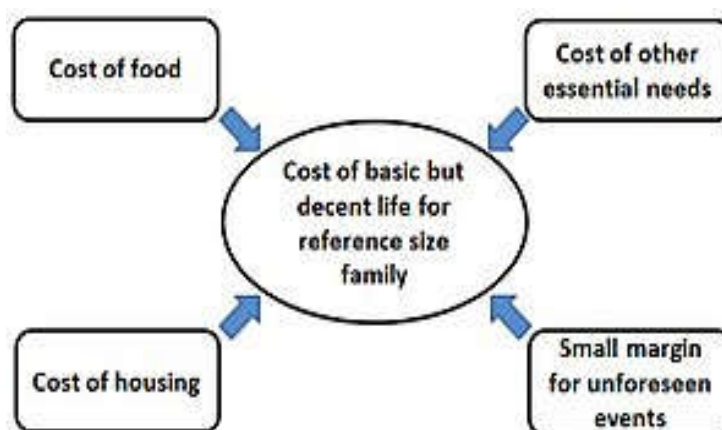 Cost of food
Cost of other
essential needs
Cost of basic but
decent life for
reference size
family
Cost of housing
Small margin
for unforeseen
events